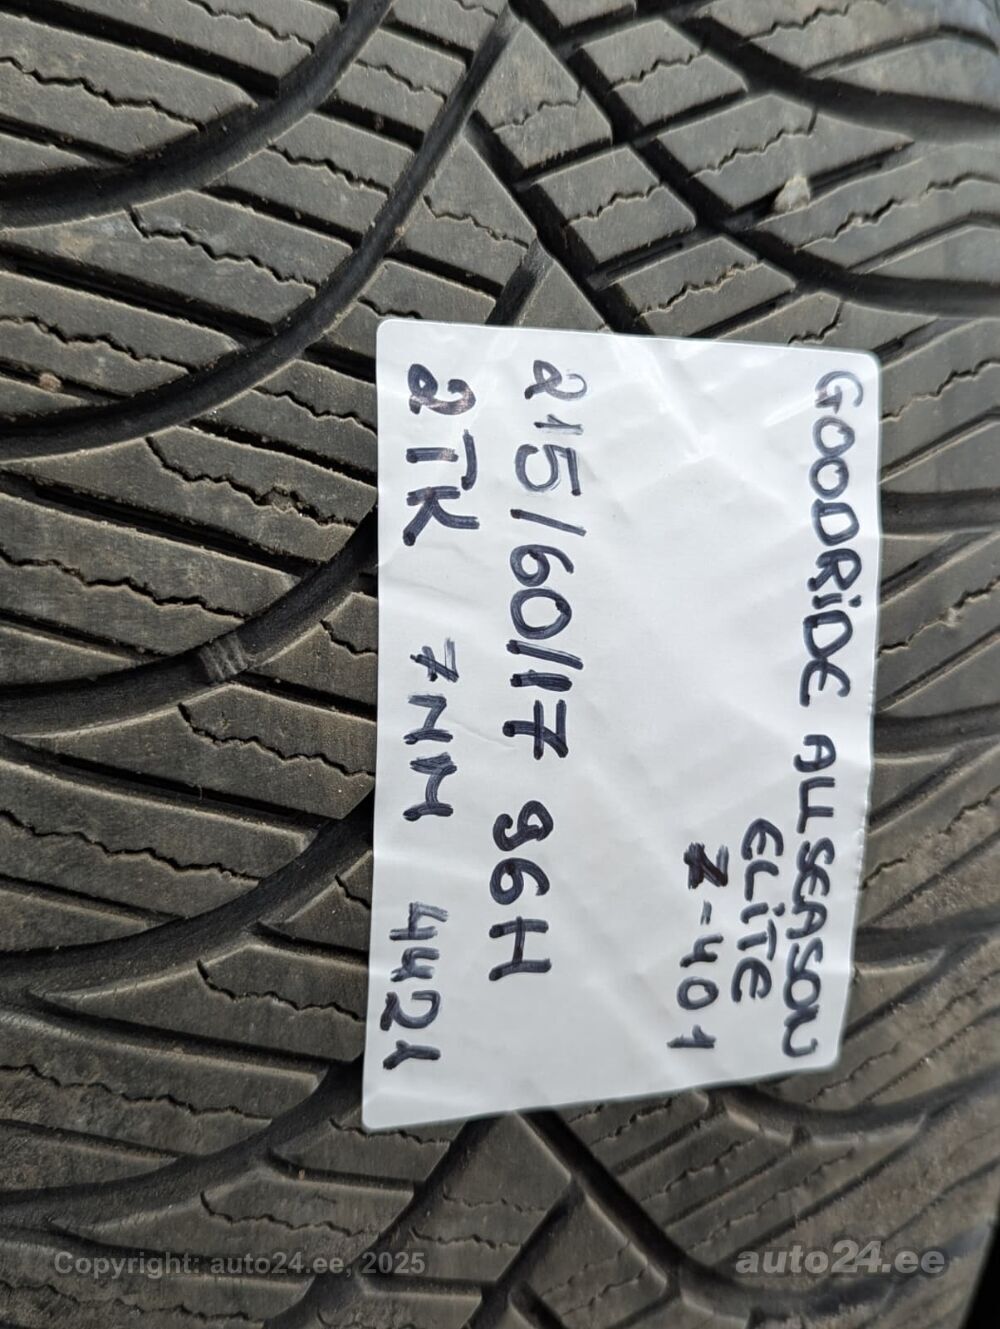 GOODRiDE ALLSEASON
ELiTE
Z-401
215/60/17 96H
2TK 7MM 4421
Copyright: auto24.ee, 2025
auto24.ee